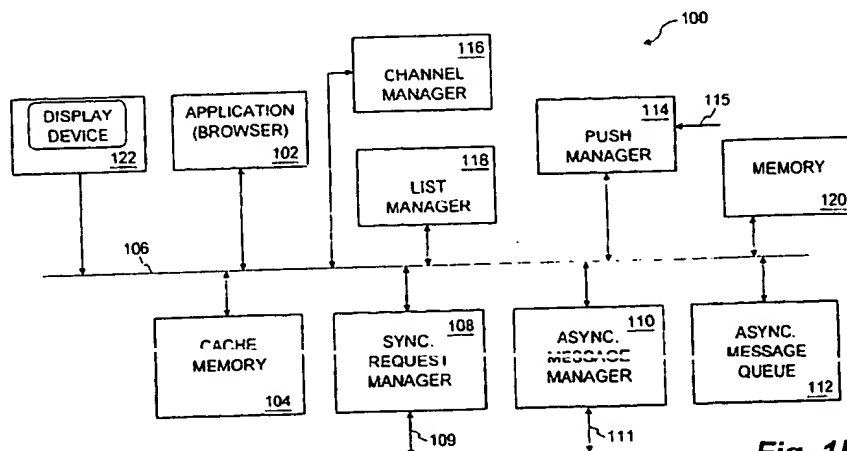 100
116
CHANNEL
MANAGER
DISPLAY
DEVICE
122
APPLICATION
(BROWSER)
102
114
PUSH
MANAGER
115
118
LIST
MANAGER
MEMORY
120
106
CACHE
MEMORY
104
108
SYNC.
REQUEST
MANAGER
110
ASYNC.
MESSAGE
MANAGER
ASYNC.
MESSAGE
QUEUE
112
109
111